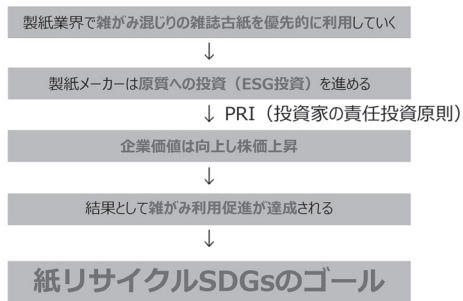 製紙業界で雑がみ混じりの雑誌古紙を優先的に利用していく
↓
製紙メーカーは原質への投資（ESG投資）を進める
↓ PRI（投資家の責任投資原則）
企業価値は向上し株価上昇
↓
結果として雑がみ利用促進が達成される
↓
紙リサイクルSDGsのゴール